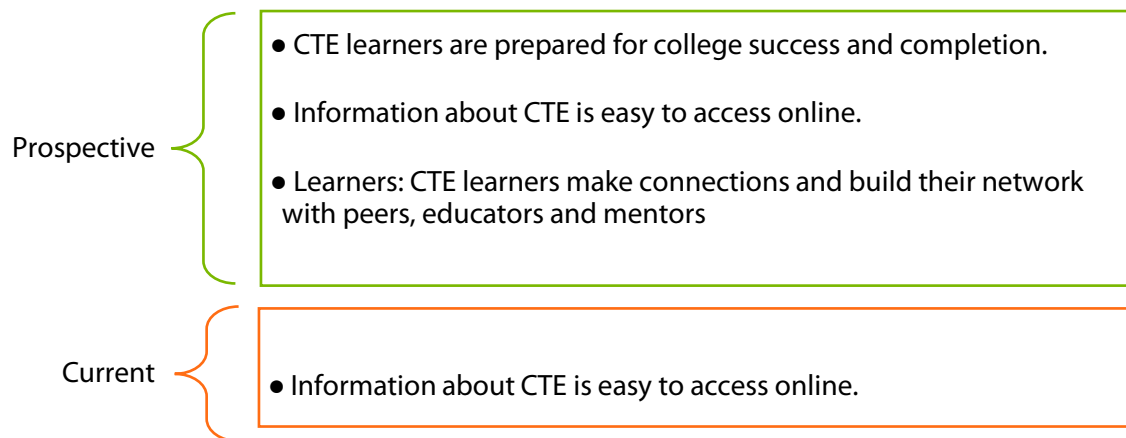 ● CTE learners are prepared for college success and completion.
● Information about CTE is easy to access online.
Prospective
● Learners: CTE learners make connections and build their network
with peers, educators and mentors
Current
● Information about CTE is easy to access online.